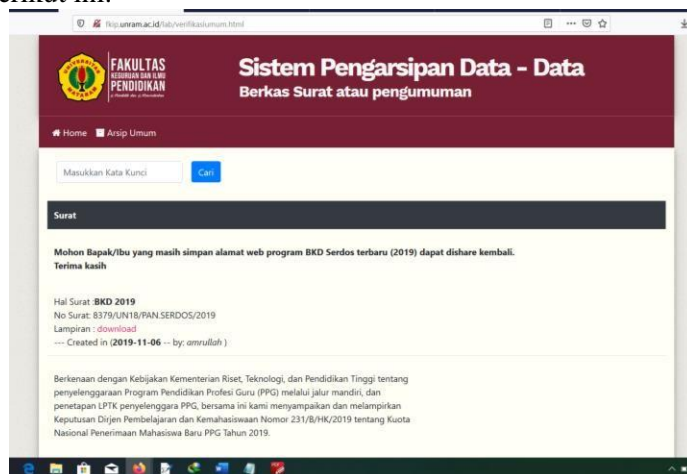 erikut ini:
fkip.unram.ac.id/lab/verifikasiumum.html
FAKULTAS
KEGURUAN DAN ILMU
PENDIDIKAN
Sistem Pengarsipan Data - Data
Berkas Surat atau pengumuman
Home Arsip Umum
Masukkan Kata Kunci Cari
Surat
Mohon Bapak/Ibu yang masih simpan alamat web program BKD Serdos terbaru (2019) dapat dishare kembali.
Terima kasih
Hal Surat :BKD 2019
No Surat: 8379/UN18/PAN.SERDOS/2019
Lampiran : download
--- Created in (2019-11-06 -- by: amrullah )
Berkenaan dengan Kebijakan Kementerian Riset, Teknologi, dan Pendidikan Tinggi tentang
penyelenggaraan Program Pendidikan Profesi Guru (PPG) melalui jalur mandiri, dan
penetapan LPTK penyelenggara PPG, bersama ini kami menyampaikan dan melampirkan
Keputusan Dirjen Pembelajaran dan Kemahasiswaan Nomor 231/B/HK/2019 tentang Kuota
Nasional Penerimaan Mahasiswa Baru PPG Tahun 2019.